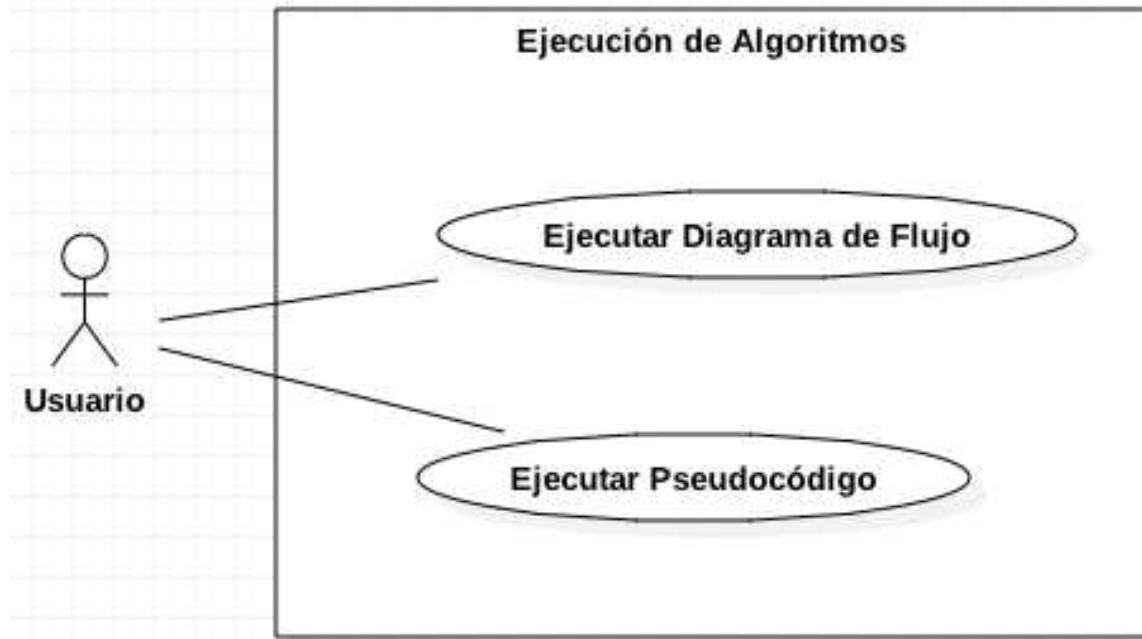 Ejecución de Algoritmos
Ejecutar Diagrama de Flujo
Usuario
Ejecutar Pseudocódigo